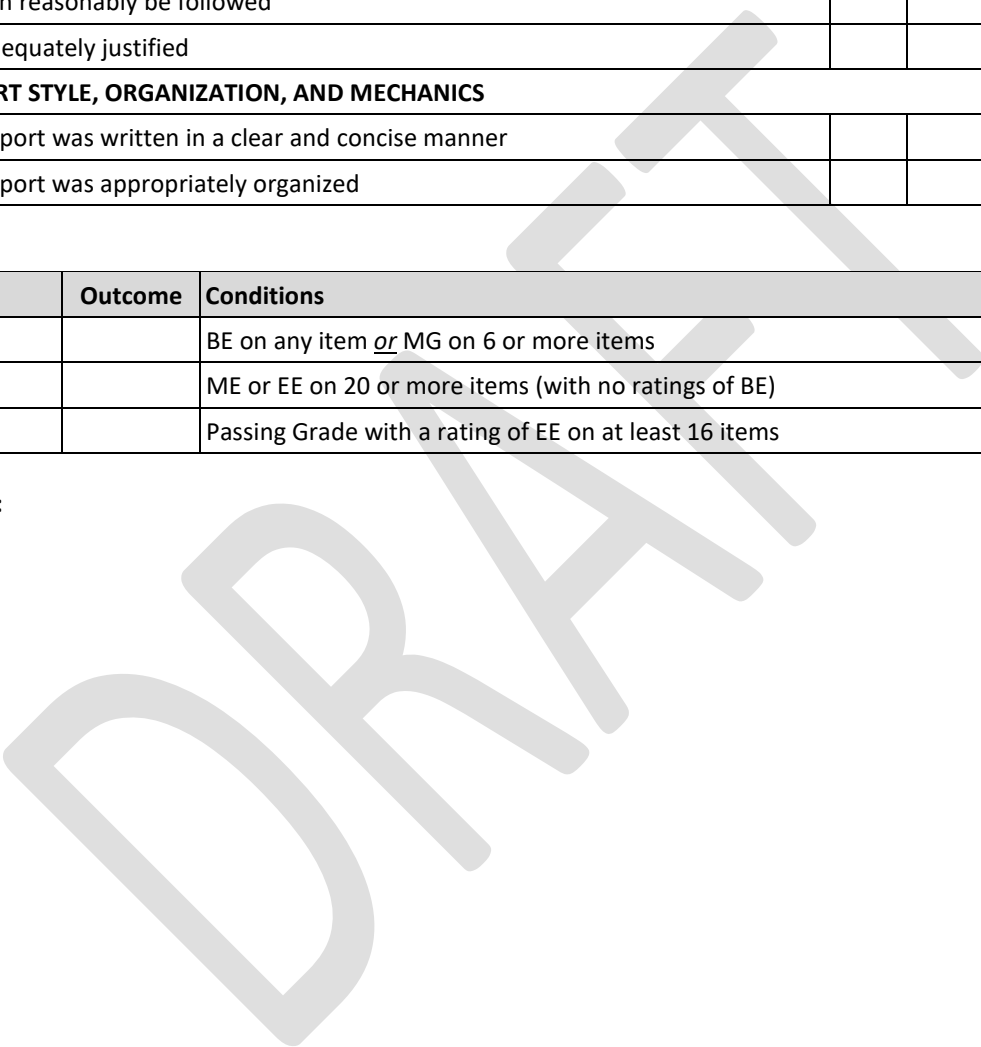 n reasonably be followed
equately justified
RT STYLE, ORGANIZATION, AND MECHANICS
port was written in a clear and concise manner
port was appropriately organized
Outcome Conditions
BE on any item or MG on 6 or more items
ME or EE on 20 or more items (with no ratings of BE)
Passing Grade with a rating of EE on at least 16 items
:
DRAFT